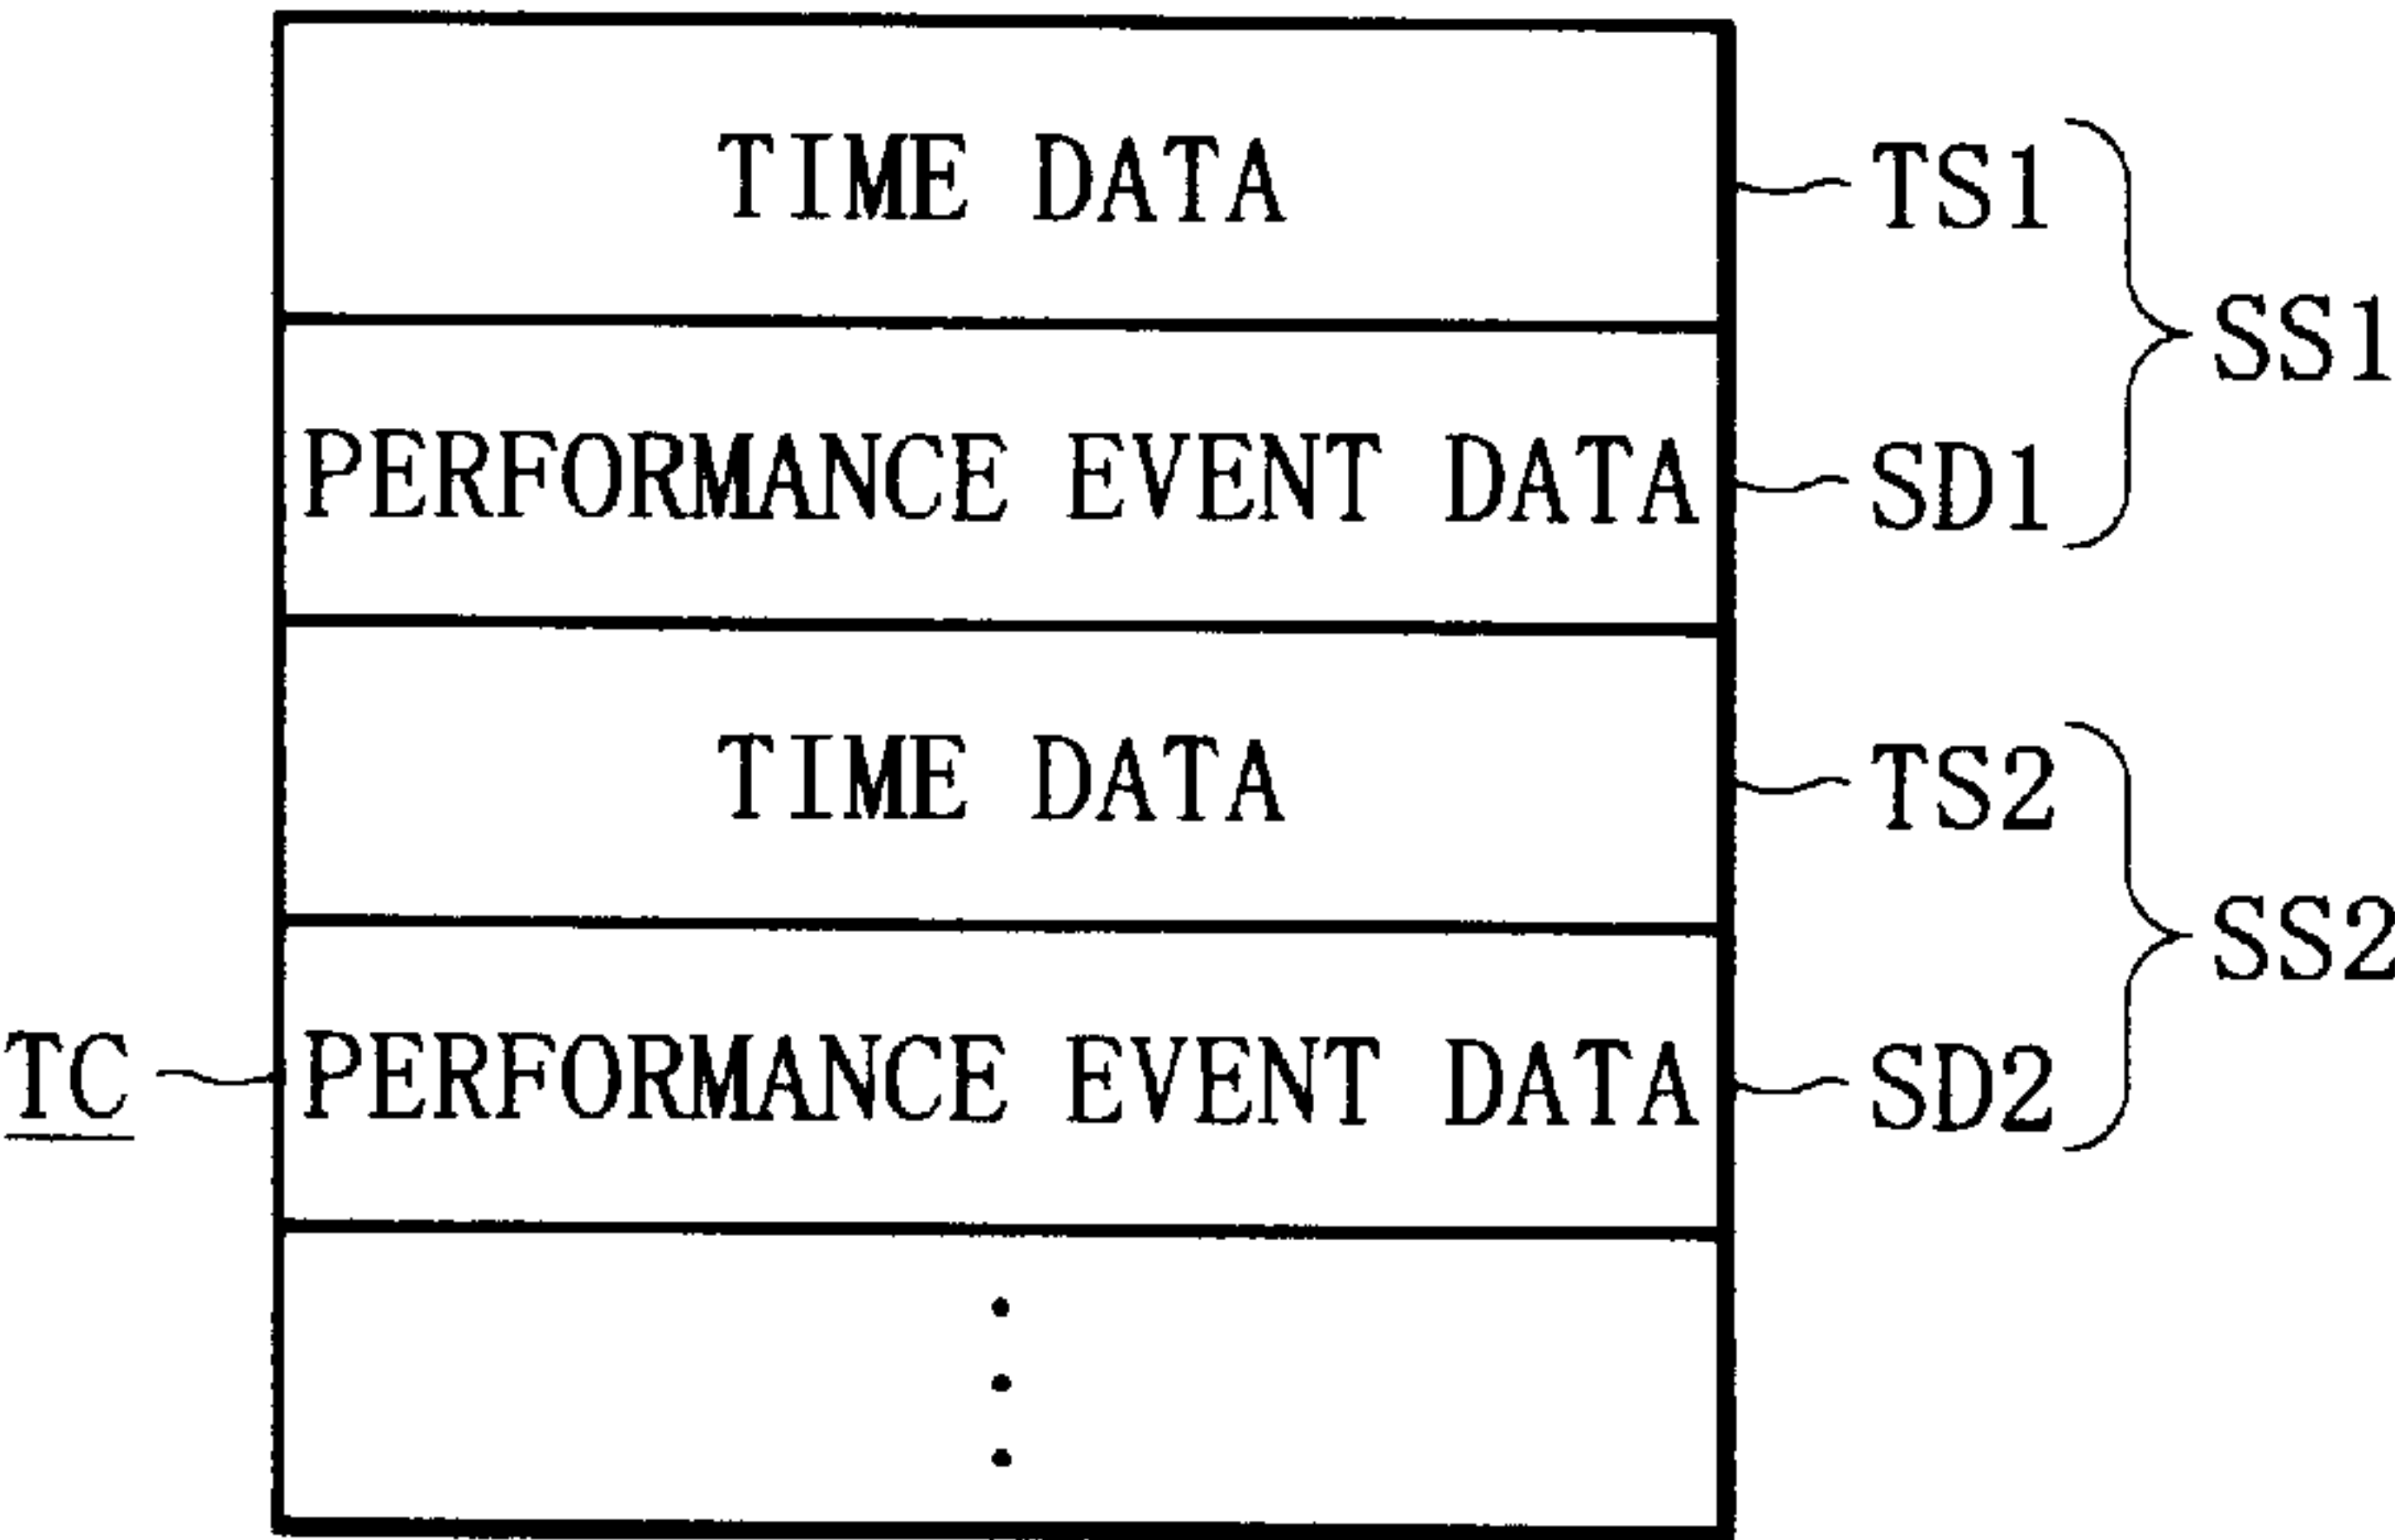 TIME DATA TS1
SS1
PERFORMANCE EVENT DATA SD1
TIME DATA TS2
SS2
TC PERFORMANCE EVENT DATA SD2